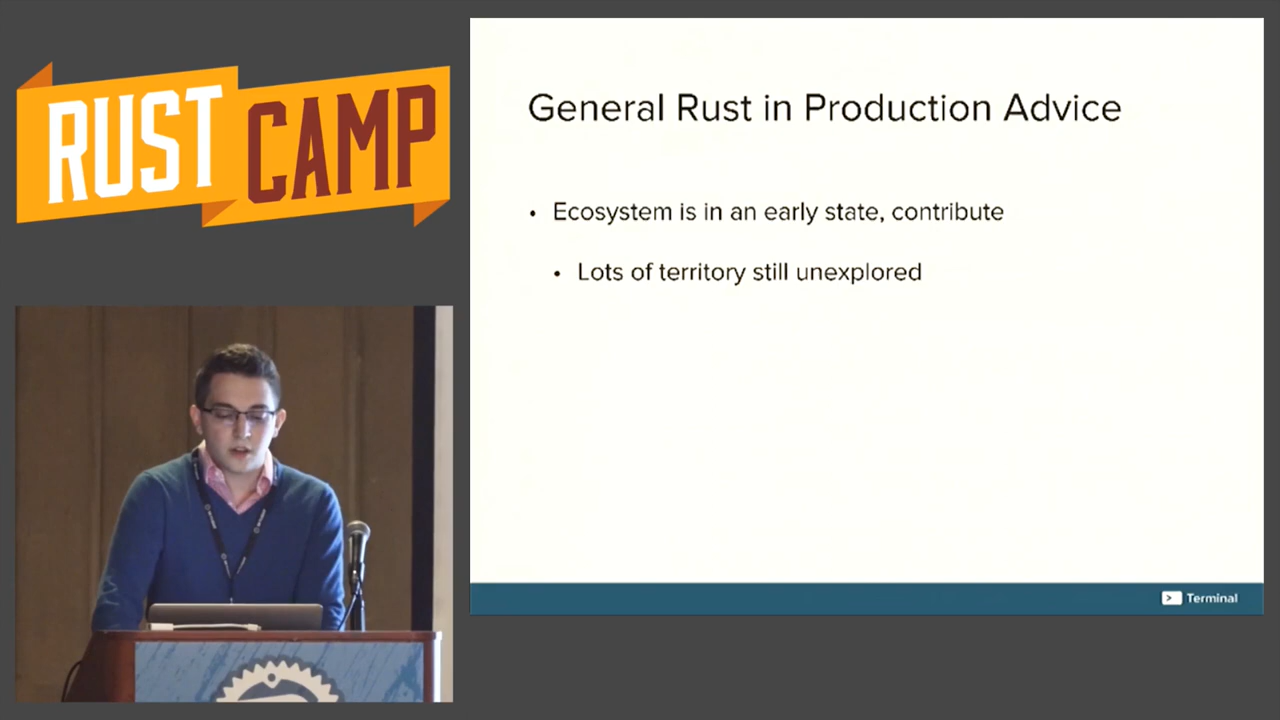 RUST CAMP
General Rust in Production Advice
• Ecosystem is in an early state, contribute
• Lots of territory still unexplored
Terminal